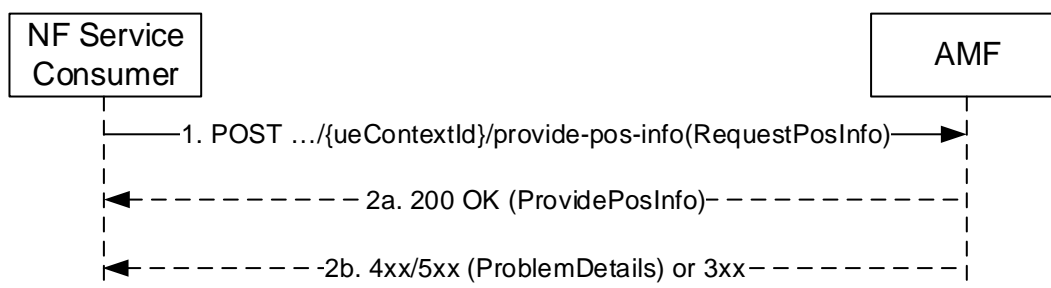 NF Service
Consumer
AMF
1. POST …/{ueContextId}/provide-pos-info(RequestPosInfo)
2a. 200 OK (ProvidePosInfo)
2b. 4xx/5xx (ProblemDetails) or 3xx